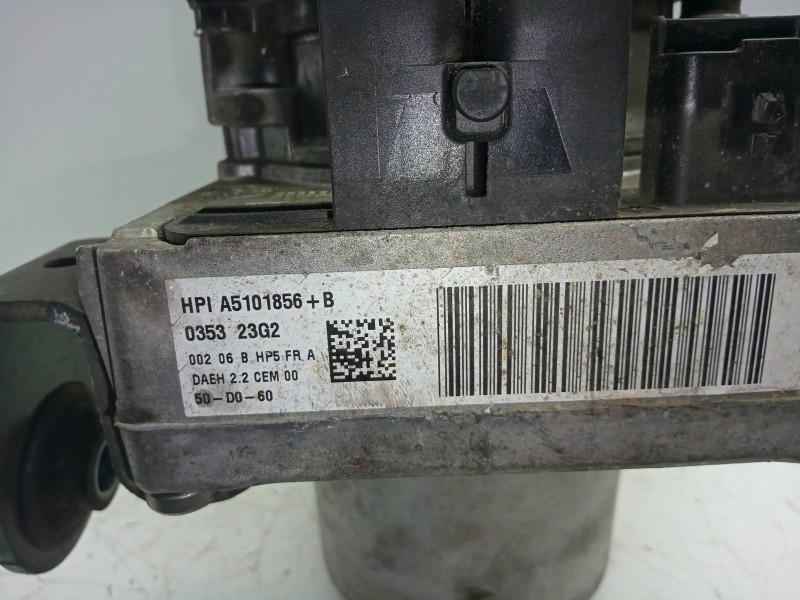 HPI A5101856+B
0353 23G2
002 06 B HP5 FR A
DAEH 2.2 CEM 00
50-D0-60